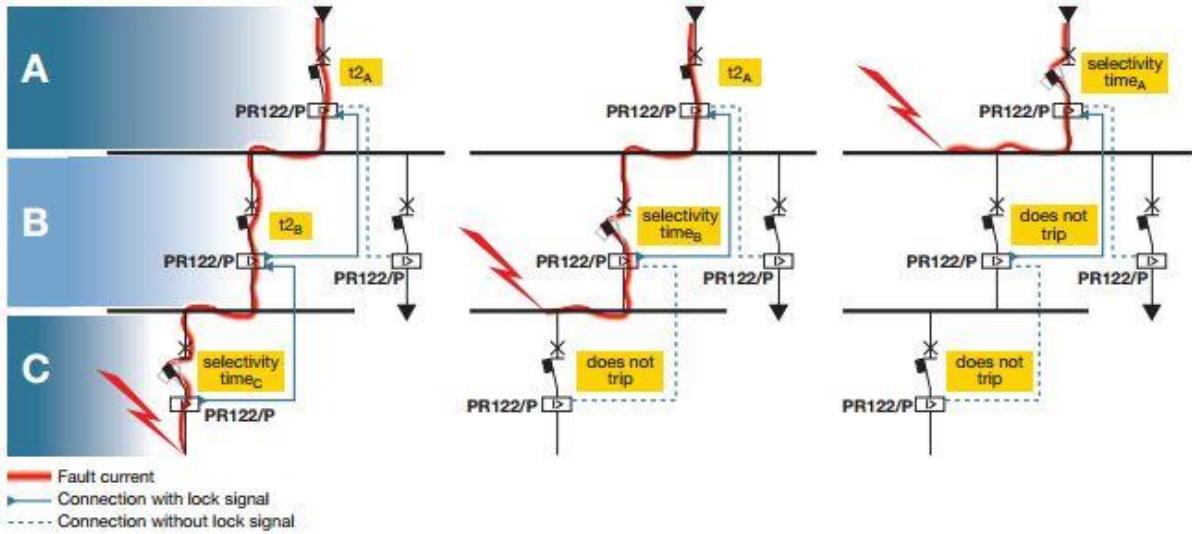 A
t2A
PR122/P
t2A
PR122/P
selectivity
timeA
PR122/P
B
t2B
PR122/P
PR122/P
selectivity
timeB
PR122/P
PR122/P
does not
trip
PR122/P
PR122/P
C
selectivity
timeC
PR122/P
does not
trip
PR122/P
does not
trip
PR122/P
Fault current
Connection with lock signal
Connection without lock signal